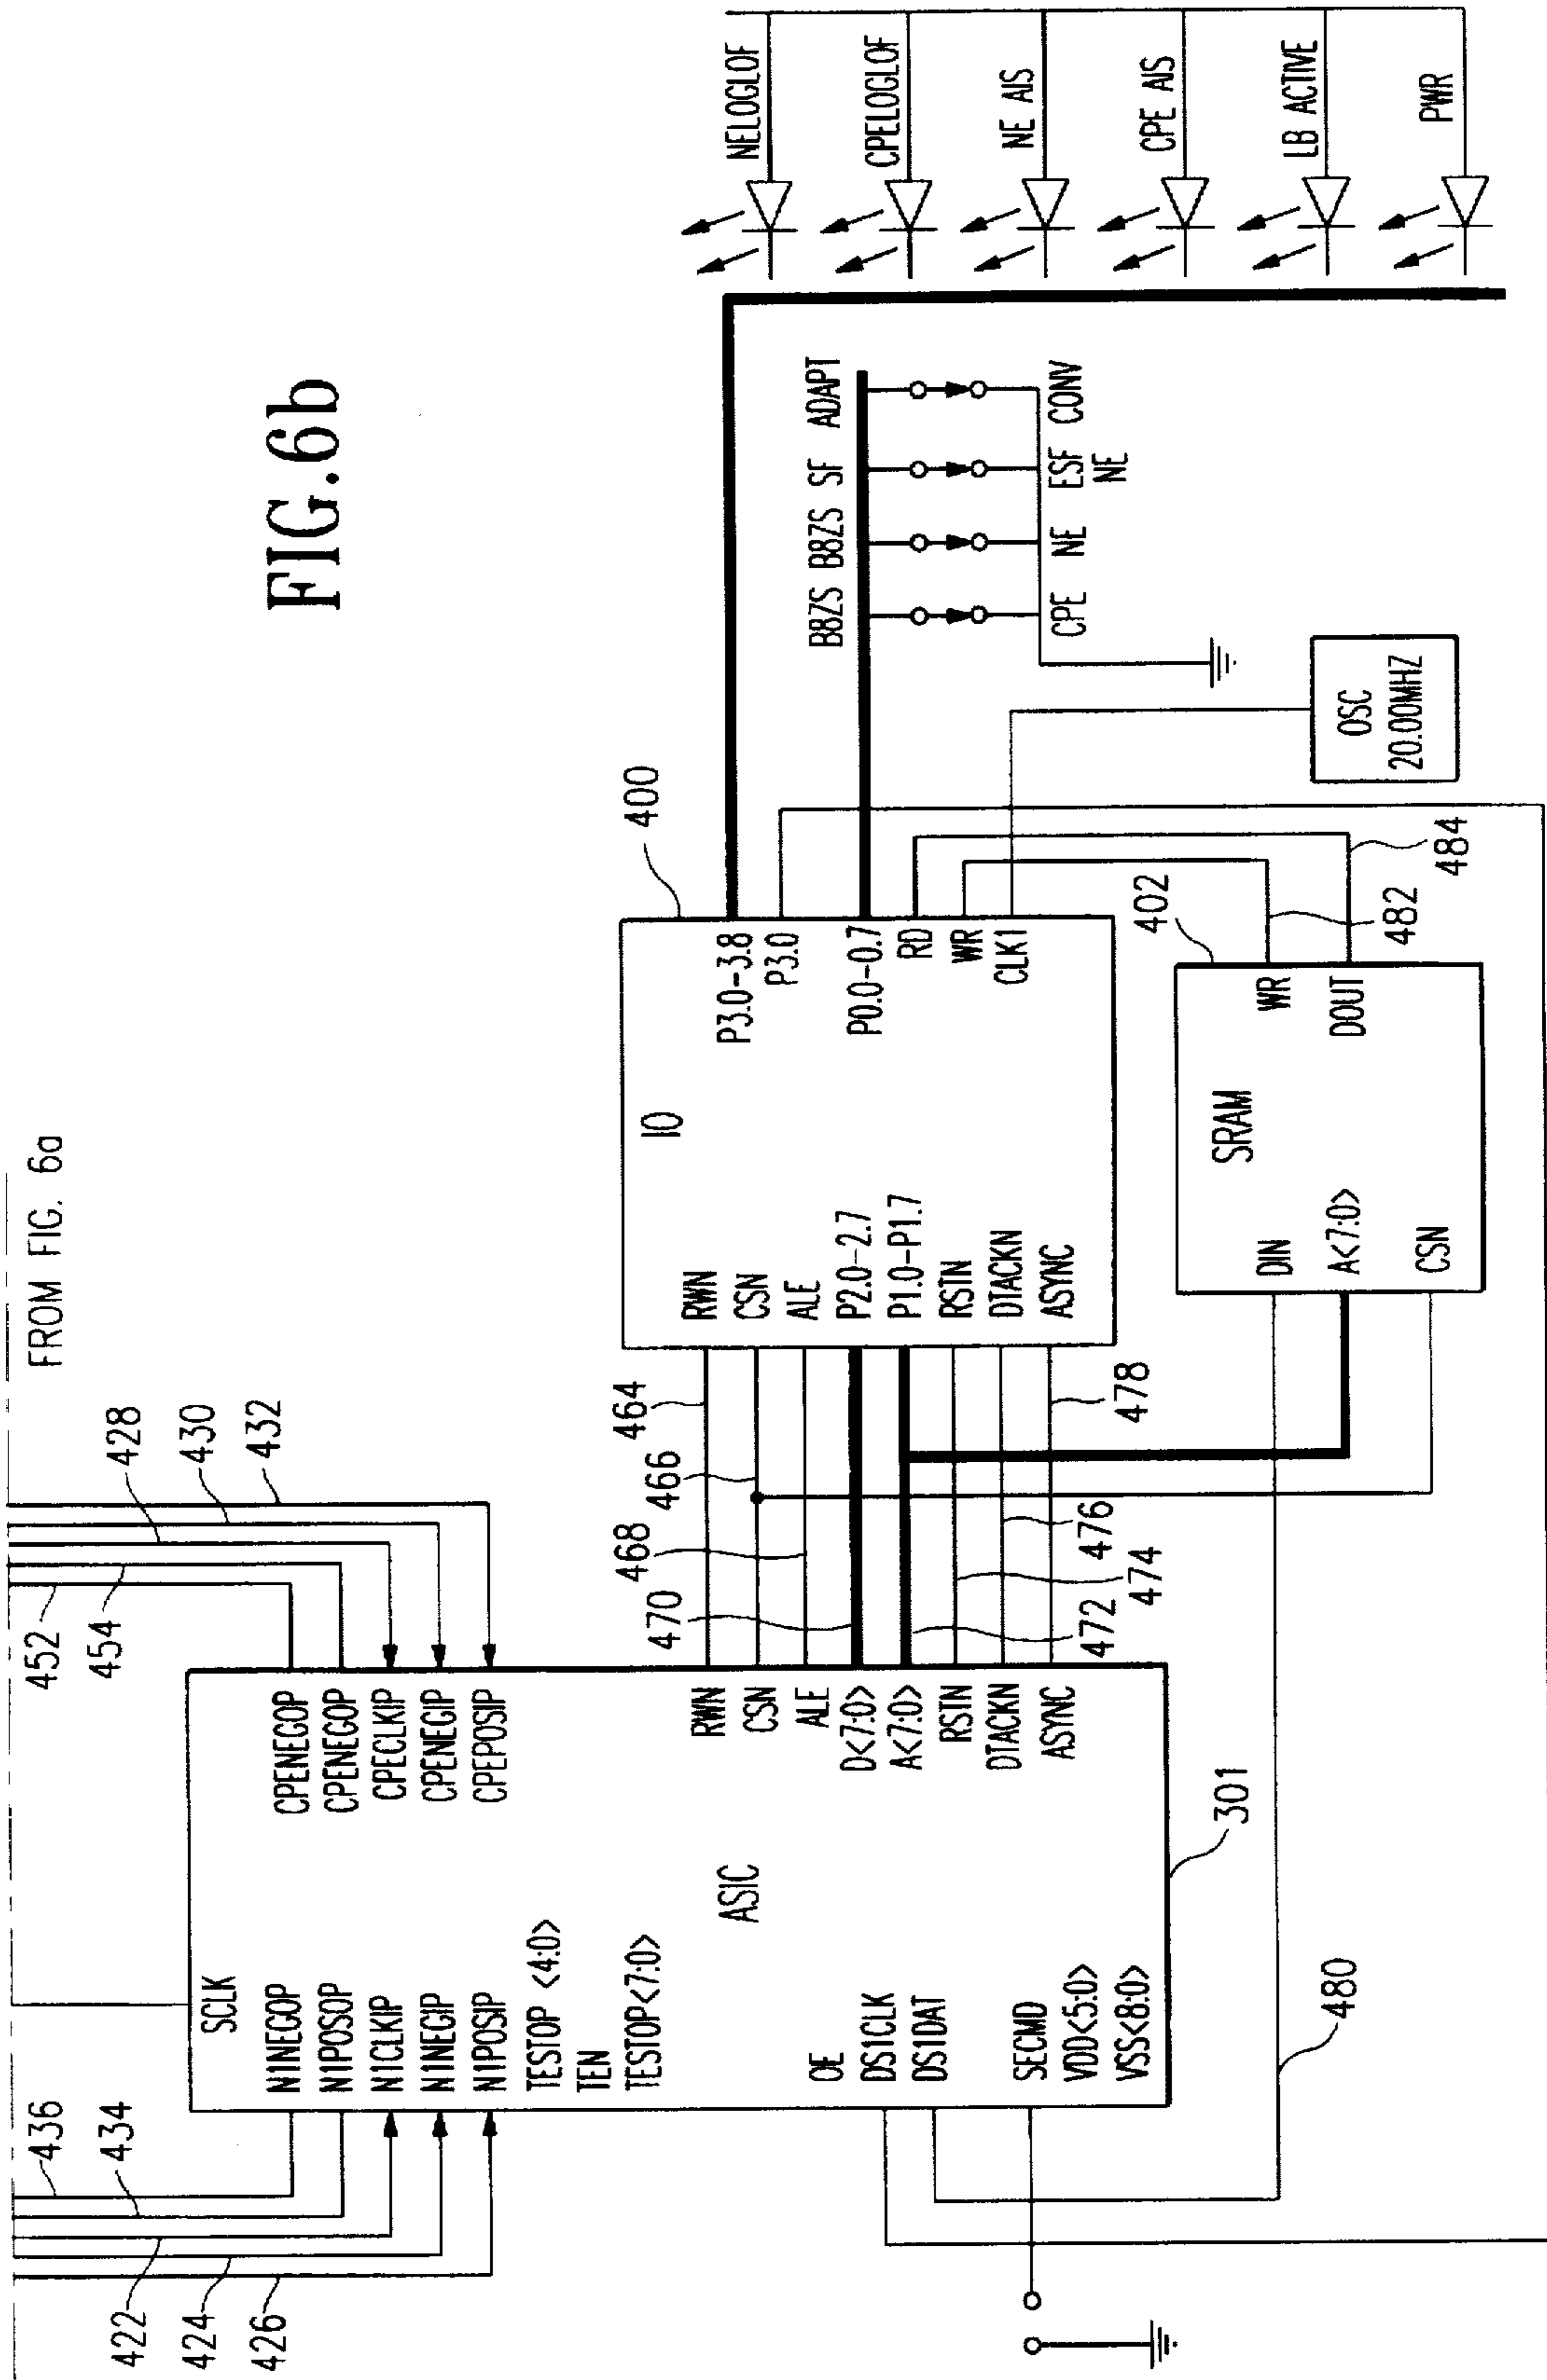 FIG.6b
FROM FIG. 6a
436
434
422
424
426
452
454
428
430
432
SCLK
N1NEGOP
N1POSOP
N1CLKIP
N1NEGIP
N1POSIP
TESTOP <4:0>
TEN
TESTOP<7:0>
OE
DS1CLK
DS1DAT
SECMD
VDD<5:0>
VSS<8:0>
ASIC
CPENEGOP
CPENEGOP
CPECLKIP
CPENEGIP
CPEPOSIP
RWN
CSN
ALE
D<7:0>
A<7:0>
RSTN
DTACKN
ASYNC
301
480
464
466
468
470
472
474
476
478
IO
400
RWN
CSN
ALE
P2.0-2.7
P1.0-P1.7
RSTN
DTACKN
ASYNC
P3.0-3.8
P3.0
P0.0-0.7
RD
WR
CLK1
SRAM
402
DIN
A<7:0>
CSN
WR
DOUT
482
484
OSC
20.00MHZ
B8ZS B8ZS SF ADAPT
CPE NE ESF CONV
NE
NELOGLOF
CPELOGLOF
NE AIS
CPE AIS
LB ACTIVE
PWR